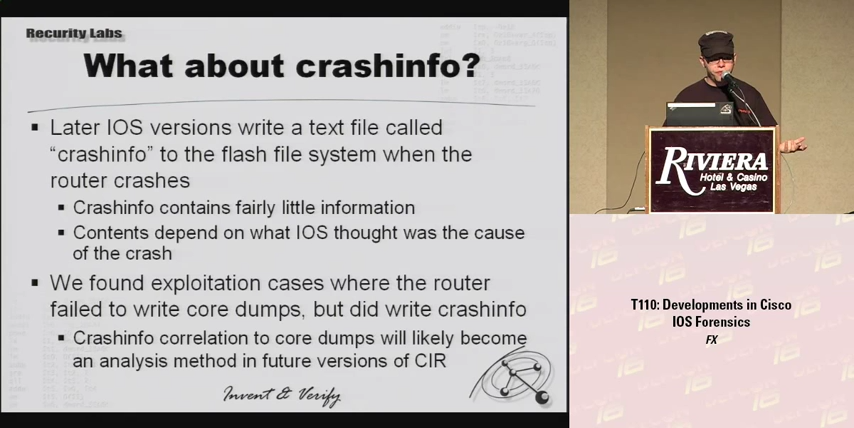 Recurity Labs
What about crashinfo?
▪ Later IOS versions write a text file called
“crashinfo” to the flash file system when the
router crashes
▪ Crashinfo contains fairly little information
▪ Contents depend on what IOS thought was the cause
of the crash
▪ We found exploitation cases where the router
failed to write core dumps, but did write crashinfo
▪ Crashinfo correlation to core dumps will likely become
an analysis method in future versions of CIR
Invent & Verify
RIVIERA
Hotel & Casino
Las Vegas
T110: Developments in Cisco
IOS Forensics
FX